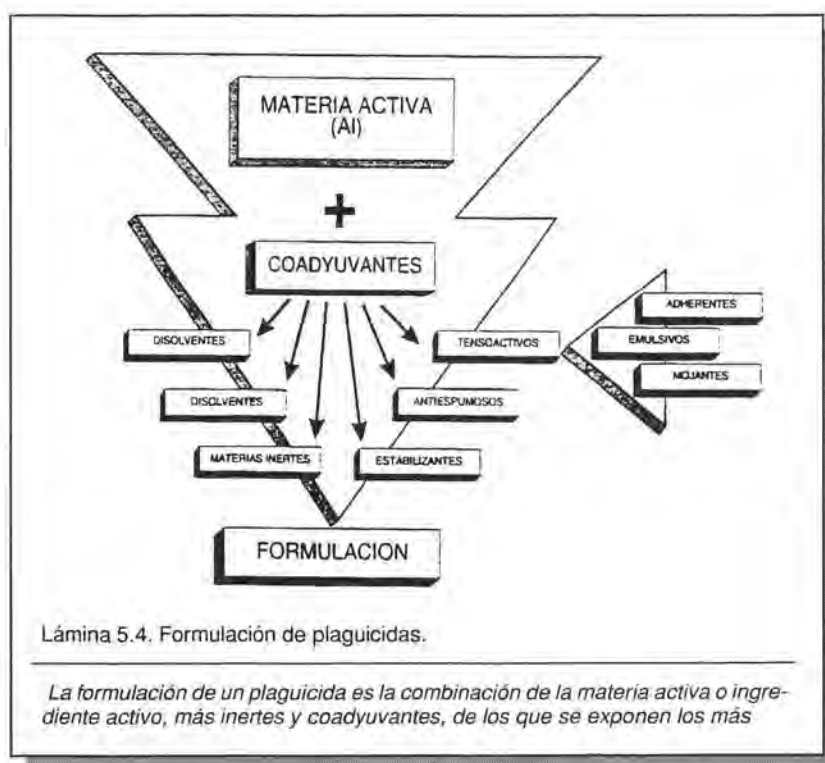 MATERIA ACTIVA
(AI)
+
COADYUVANTES
DISOLVENTES
DISOLVENTES
MATERIAS INERTES
TENSOACTIVOS
ANTIESPUMOSOS
ESTABILIZANTES
ADHERENTES
EMULSIVOS
MOJANTES
FORMULACION
Lámina 5.4. Formulación de plaguicidas.
La formulación de un plaguicida es la combinación de la materia activa o ingre-
diente activo, más inertes y coadyuvantes, de los que se exponen los más